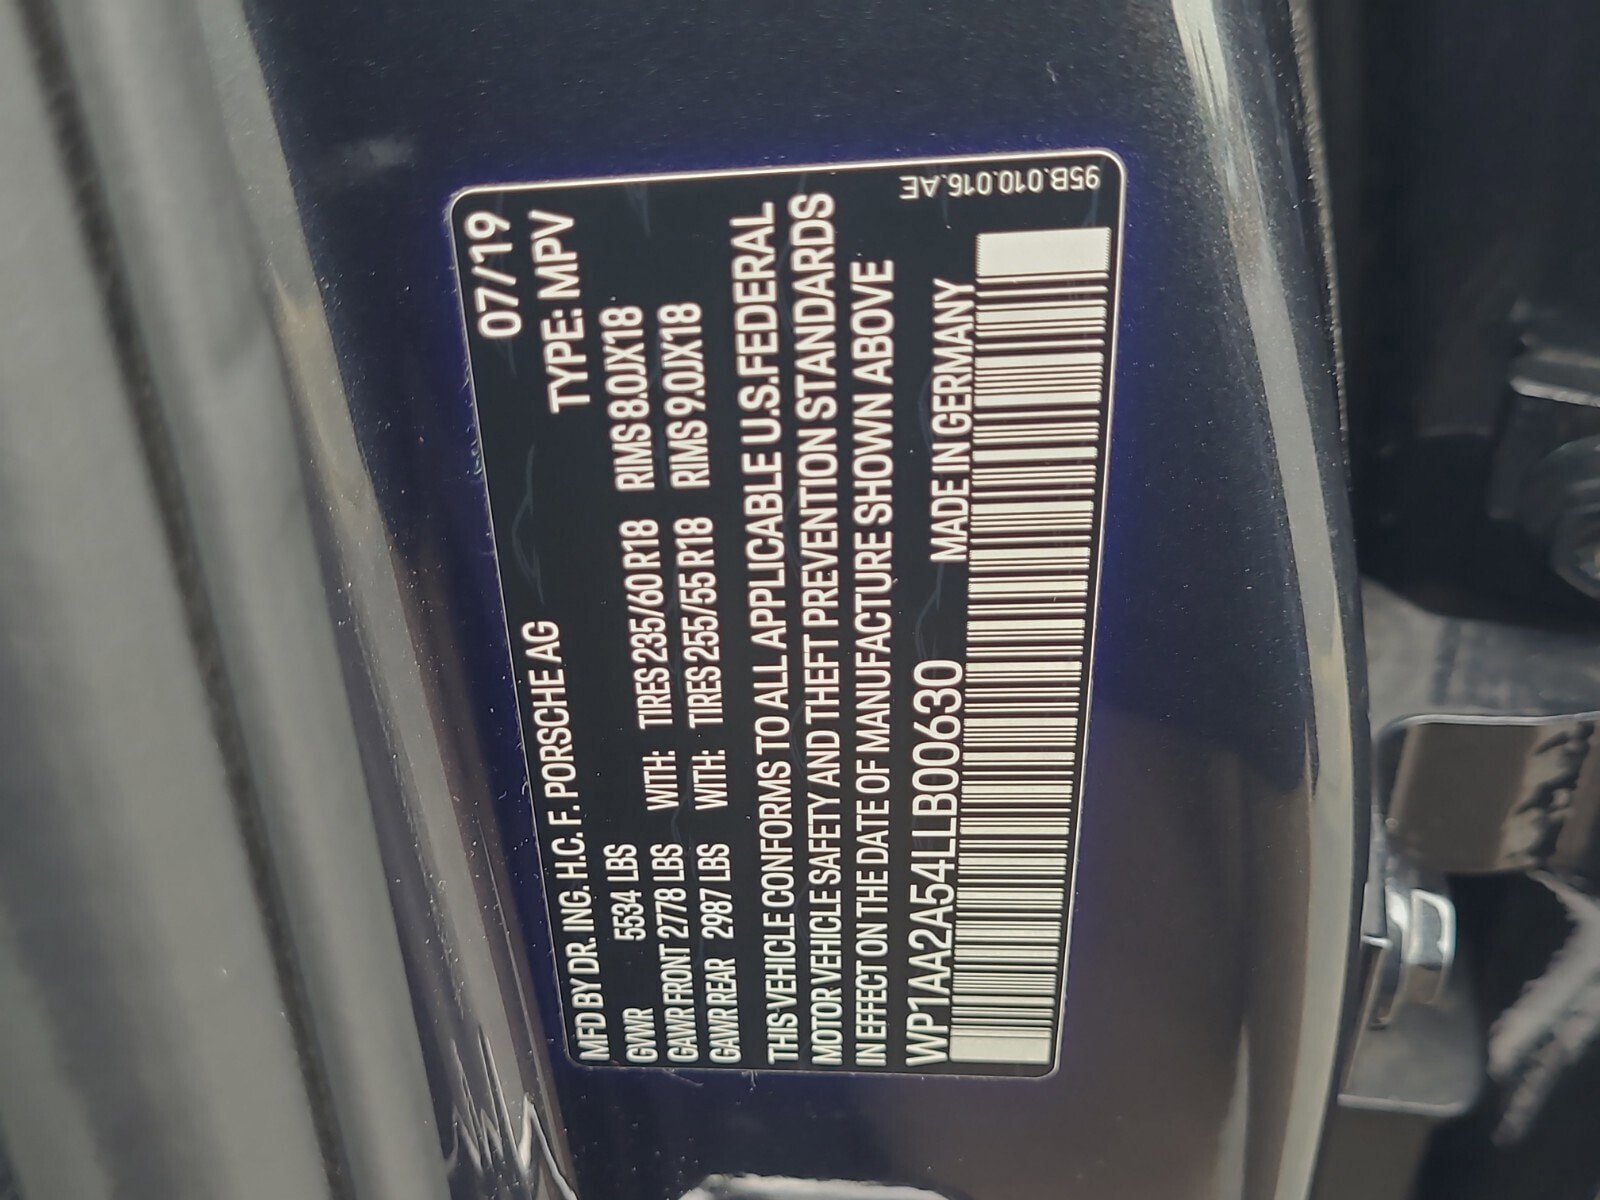 07/19
MFD BY DR. ING. H.C. F. PORSCHE AG TYPE: MPV
GVWR 5534 LBS
GAWR FRONT 2778 LBS WITH: TIRES 235/60 R18 RIMS 8.0JX18
GAWR REAR 2987 LBS WITH: TIRES 255/55 R18 RIMS 9.0JX18
THIS VEHICLE CONFORMS TO ALL APPLICABLE U.S.FEDERAL
MOTOR VEHICLE SAFETY AND THEFT PREVENTION STANDARDS
IN EFFECT ON THE DATE OF MANUFACTURE SHOWN ABOVE
WP1AA2A54LLB00630 MADE IN GERMANY
95B.010.016.AE